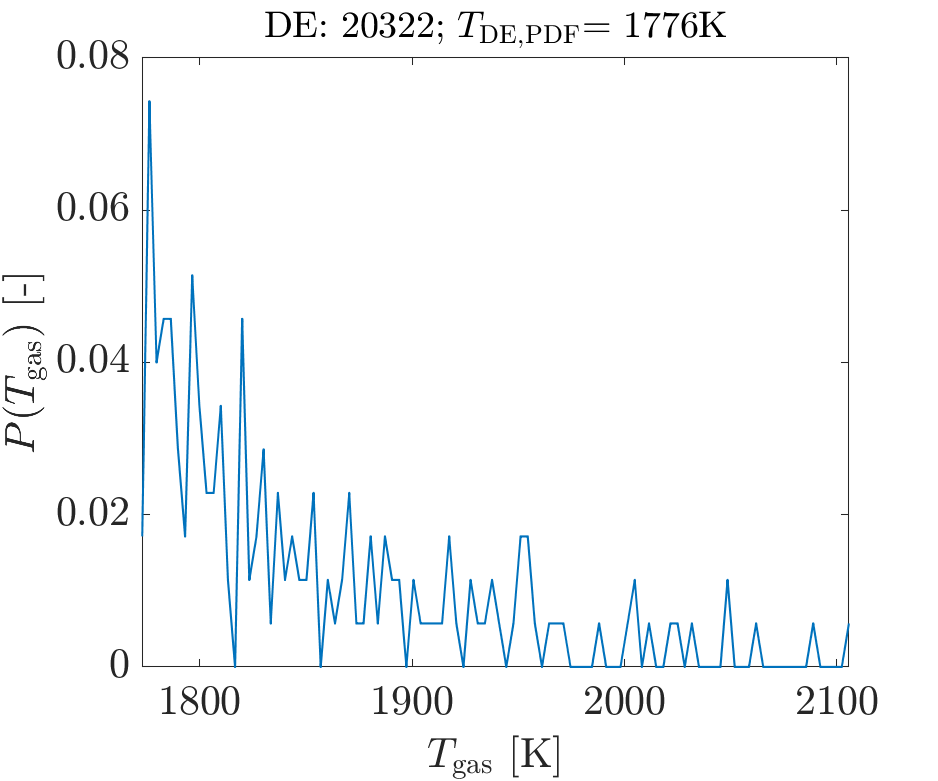 DE: 20322; T_DE,PDF= 1776K
0.08
0.06
0.04
0.02
0
P(T_gas) [-]
1800 1900 2000 2100
T_gas [K]